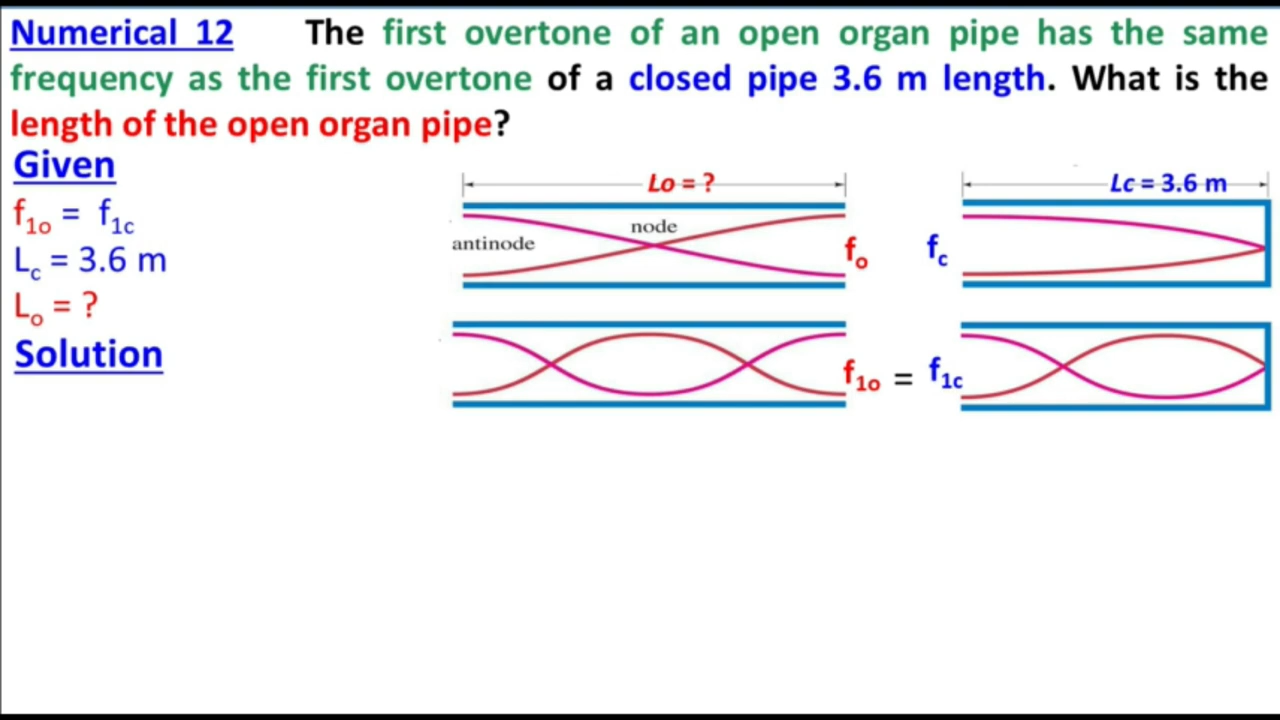 Numerical 12 The first overtone of an open organ pipe has the same
frequency as the first overtone of a closed pipe 3.6 m length. What is the
length of the open organ pipe?
Given
f1o = f1c
Lc = 3.6 m
Lo = ?
Solution
Lo = ?
antinode
node
fo
f1o = f1c
Lc = 3.6 m
fc